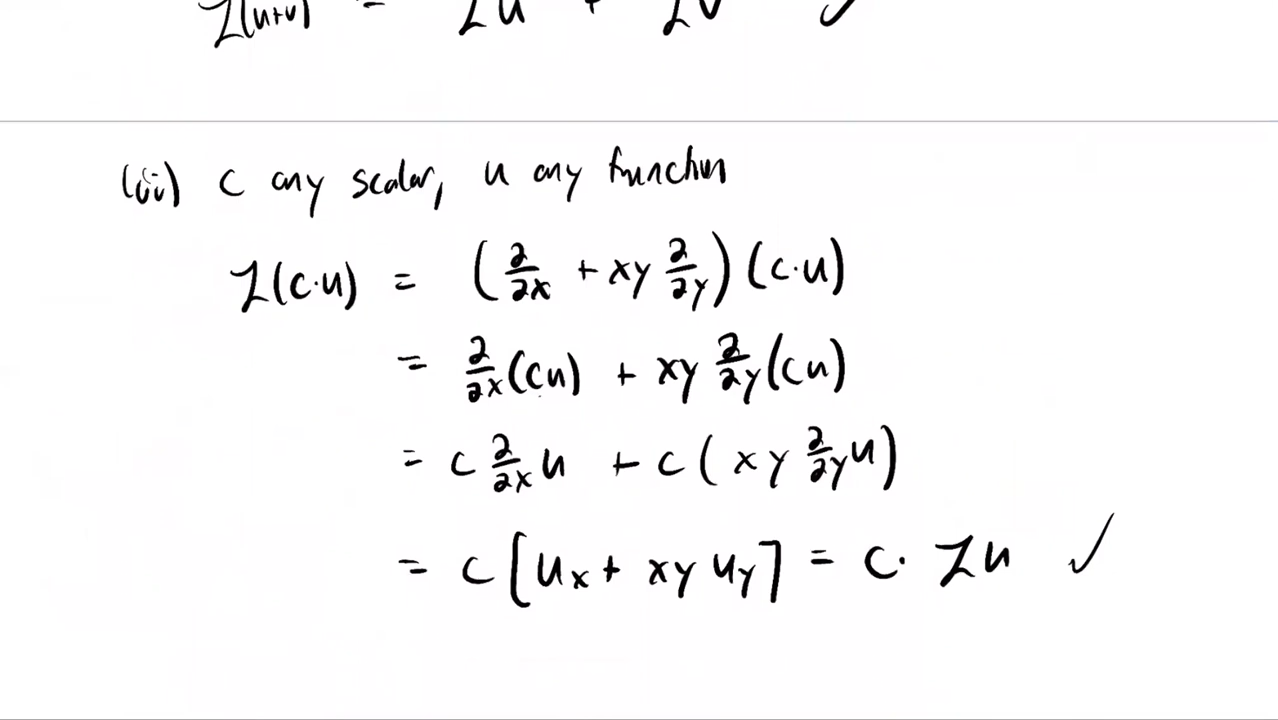 ℒ(u+v) = ℒu + ℒv ✓
(ii) c any scalar, u any function
ℒ(c·u) = (∂/∂x + xy ∂/∂y)(c·u)
= ∂/∂x(cu) + xy ∂/∂y(cu)
= c ∂/∂x u + c(xy ∂/∂y u)
= c[uₓ + xy u_y] = c·ℒu ✓